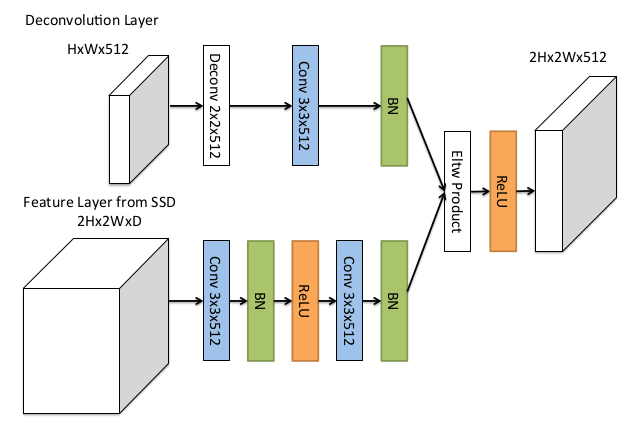 Deconvolution Layer
HxWx512
Deconv 2x2x512
Conv 3x3x512
BN
2Hx2Wx512
Eltw Product
ReLU
Feature Layer from SSD
2Hx2WxD
Conv 3x3x512
BN
ReLU
Conv 3x3x512
BN